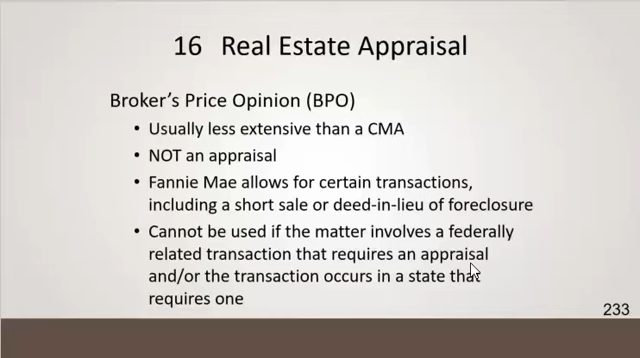 16 Real Estate Appraisal
Broker's Price Opinion (BPO)
• Usually less extensive than a CMA
• NOT an appraisal
• Fannie Mae allows for certain transactions,
including a short sale or deed-in-lieu of foreclosure
• Cannot be used if the matter involves a federally
related transaction that requires an appraisal
and/or the transaction occurs in a state that
requires one
233